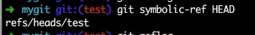 ➜ mygit git:(test) git symbolic-ref HEAD
refs/heads/test
➜ mygit git:(test) git reflog